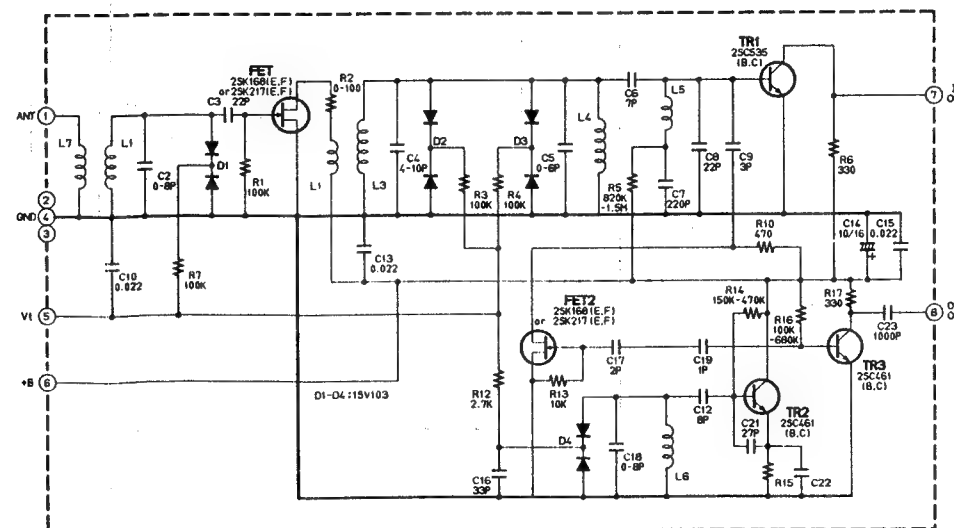 FET
2SK168(E,F)
or 2SK217(E,F)
C3 22P
R2
0-100
TR1
2SC535
(B,C)
C6
7P
L5
7
ANT 1
L7
L1
C2
0-8P
D1
R1
100K
L1
L3
C4
4-10P
D2
R3
100K
D3
R4
100K
C5
0-6P
L4
R5
820K
-1.5M
C7
220P
C8
22P
C9
3P
R6
330
2
GND 4
3
C10
0.022
R7
100K
C13
0.022
R10
470
C14
10/16
+
C15
0.022
Vt 5
FET2
2SK168(E,F)
or 2SK217(E,F)
R14
150K-470K
R16
100K
-680K
R17
330
8
C23
1000P
C17
2P
C19
1P
TR3
2SC461
(B,C)
+B 6
D1-D4:15V103
R12
2.7K
R13
10K
C12
8P
TR2
2SC461
(B,C)
D4
C18
0-8P
L6
C21
27P
C16
33P
R15
C22